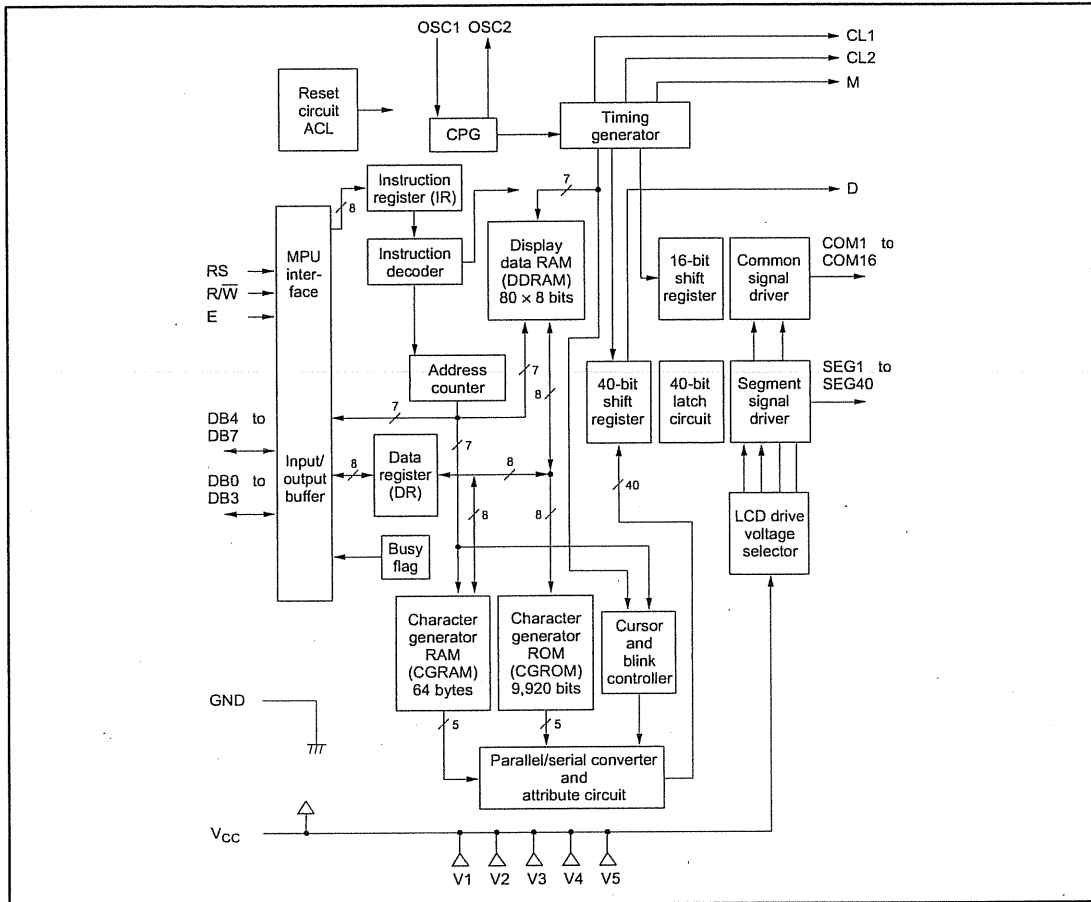 OSC1 OSC2
CL1
CL2
M
Reset
circuit
ACL
CPG
Timing
generator
7
D
8
Instruction
register (IR)
MPU
inter-
face
Instruction
decoder
Display
data RAM
(DDRAM)
80 × 8 bits
16-bit
shift
register
Common
signal
driver
COM1 to
COM16
RS
R/W̅
E
Address
counter
7
8
40-bit
shift
register
40-bit
latch
circuit
Segment
signal
driver
SEG1 to
SEG40
DB4 to
DB7
7
7
DB0 to
DB3
Input/
output
buffer
8
Data
register
(DR)
8
8
8
40
LCD drive
voltage
selector
Busy
flag
Character
generator
RAM
(CGRAM)
64 bytes
Character
generator
ROM
(CGROM)
9,920 bits
Cursor
and
blink
controller
GND
5
5
Parallel/serial converter
and
attribute circuit
VCC
V1
V2
V3
V4
V5